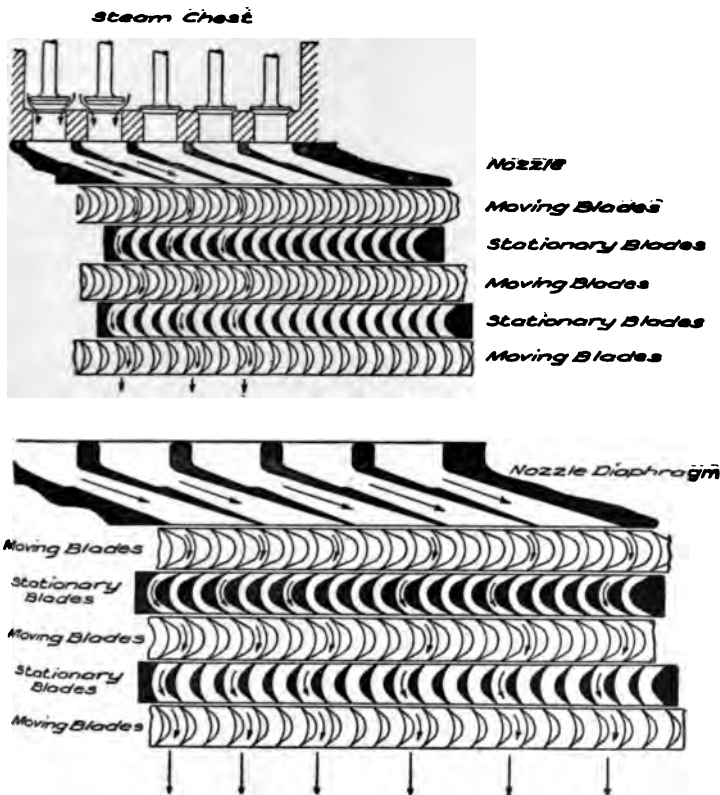 Steam Chest
Nozzle
Moving Blades
Stationary Blades
Moving Blades
Stationary Blades
Moving Blades
Nozzle Diaphragm
Moving Blades
Stationary
Blades
Moving Blades
Stationary
Blades
Moving Blades